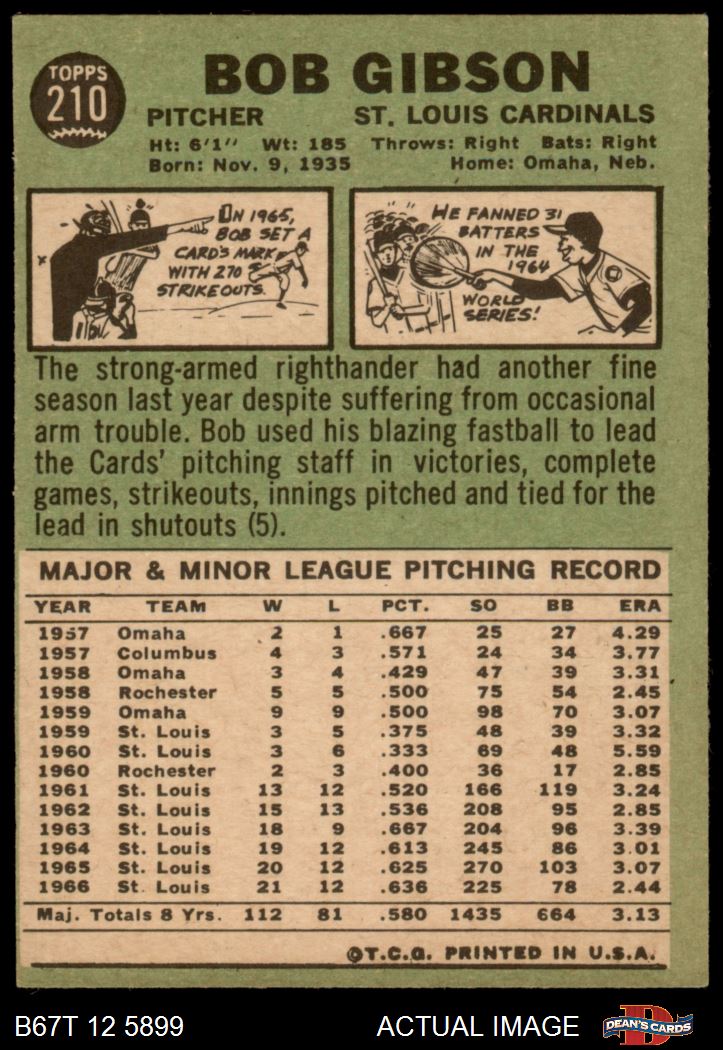 TOPPS
210
BOB GIBSON
PITCHER ST. LOUIS CARDINALS
Ht: 6'1" Wt: 185 Throws: Right Bats: Right
Born: Nov. 9, 1935 Home: Omaha, Neb.
IN 1965,
BOB SET A
CARD'S MARK
WITH 270
STRIKEOUTS.
HE FANNED 31
BATTERS
IN THE
1964
WORLD
SERIES!
The strong-armed righthander had another fine
season last year despite suffering from occasional
arm trouble. Bob used his blazing fastball to lead
the Cards' pitching staff in victories, complete
games, strikeouts, innings pitched and tied for the
lead in shutouts (5).
MAJOR & MINOR LEAGUE PITCHING RECORD
YEAR TEAM W L PCT. SO BB ERA
1957 Omaha 2 1 .667 25 27 4.29
1957 Columbus 4 3 .571 24 34 3.77
1958 Omaha 3 4 .429 47 39 3.31
1958 Rochester 5 5 .500 75 54 2.45
1959 Omaha 9 9 .500 98 70 3.07
1959 St. Louis 3 5 .375 48 39 3.32
1960 St. Louis 3 6 .333 69 48 5.59
1960 Rochester 2 3 .400 36 17 2.85
1961 St. Louis 13 12 .520 166 119 3.24
1962 St. Louis 15 13 .536 208 95 2.85
1963 St. Louis 18 9 .667 204 96 3.39
1964 St. Louis 19 12 .613 245 86 3.01
1965 St. Louis 20 12 .625 270 103 3.07
1966 St. Louis 21 12 .636 225 78 2.44
Maj. Totals 8 Yrs. 112 81 .580 1435 664 3.13
©T.C.G. PRINTED IN U.S.A.
B67T 12 5899 ACTUAL IMAGE D DEAN'S CARDS